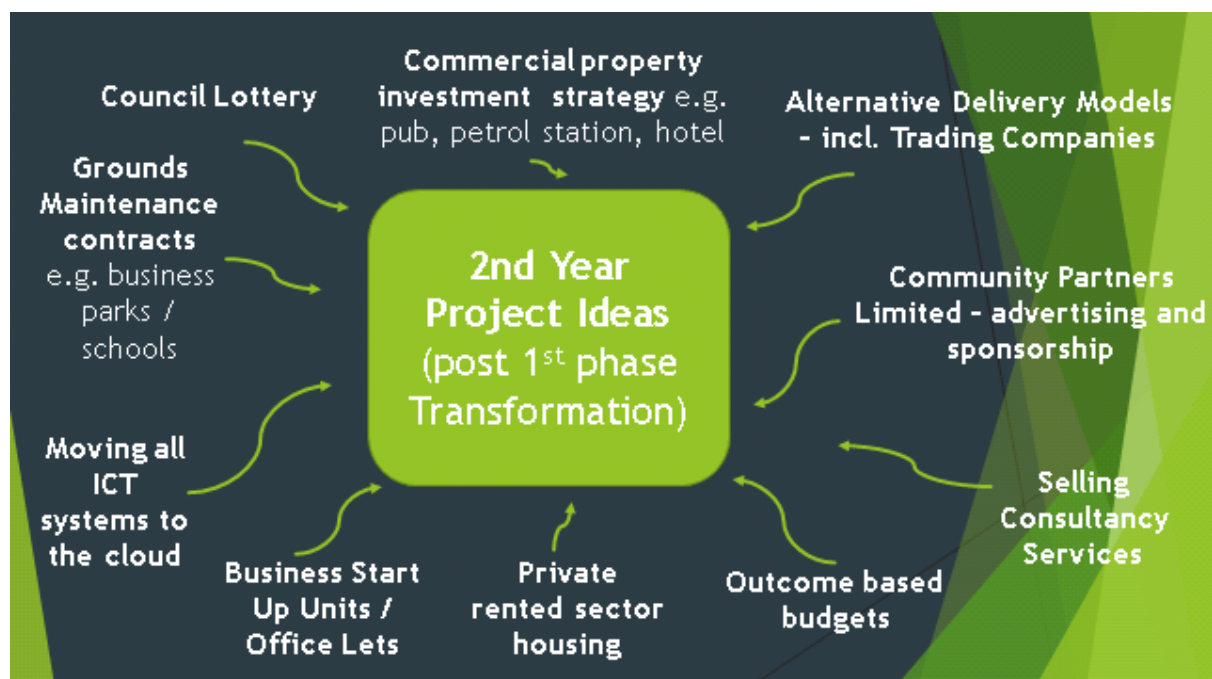 Council Lottery
Commercial property
investment strategy e.g.
pub, petrol station, hotel
Alternative Delivery Models
- incl. Trading Companies
Grounds
Maintenance
contracts
e.g. business
parks /
schools
2nd Year
Project Ideas
(post 1st phase
Transformation)
Community Partners
Limited - advertising and
sponsorship
Moving all
ICT
systems to
the cloud
Business Start
Up Units /
Office Lets
Private
rented sector
housing
Outcome based
budgets
Selling
Consultancy
Services